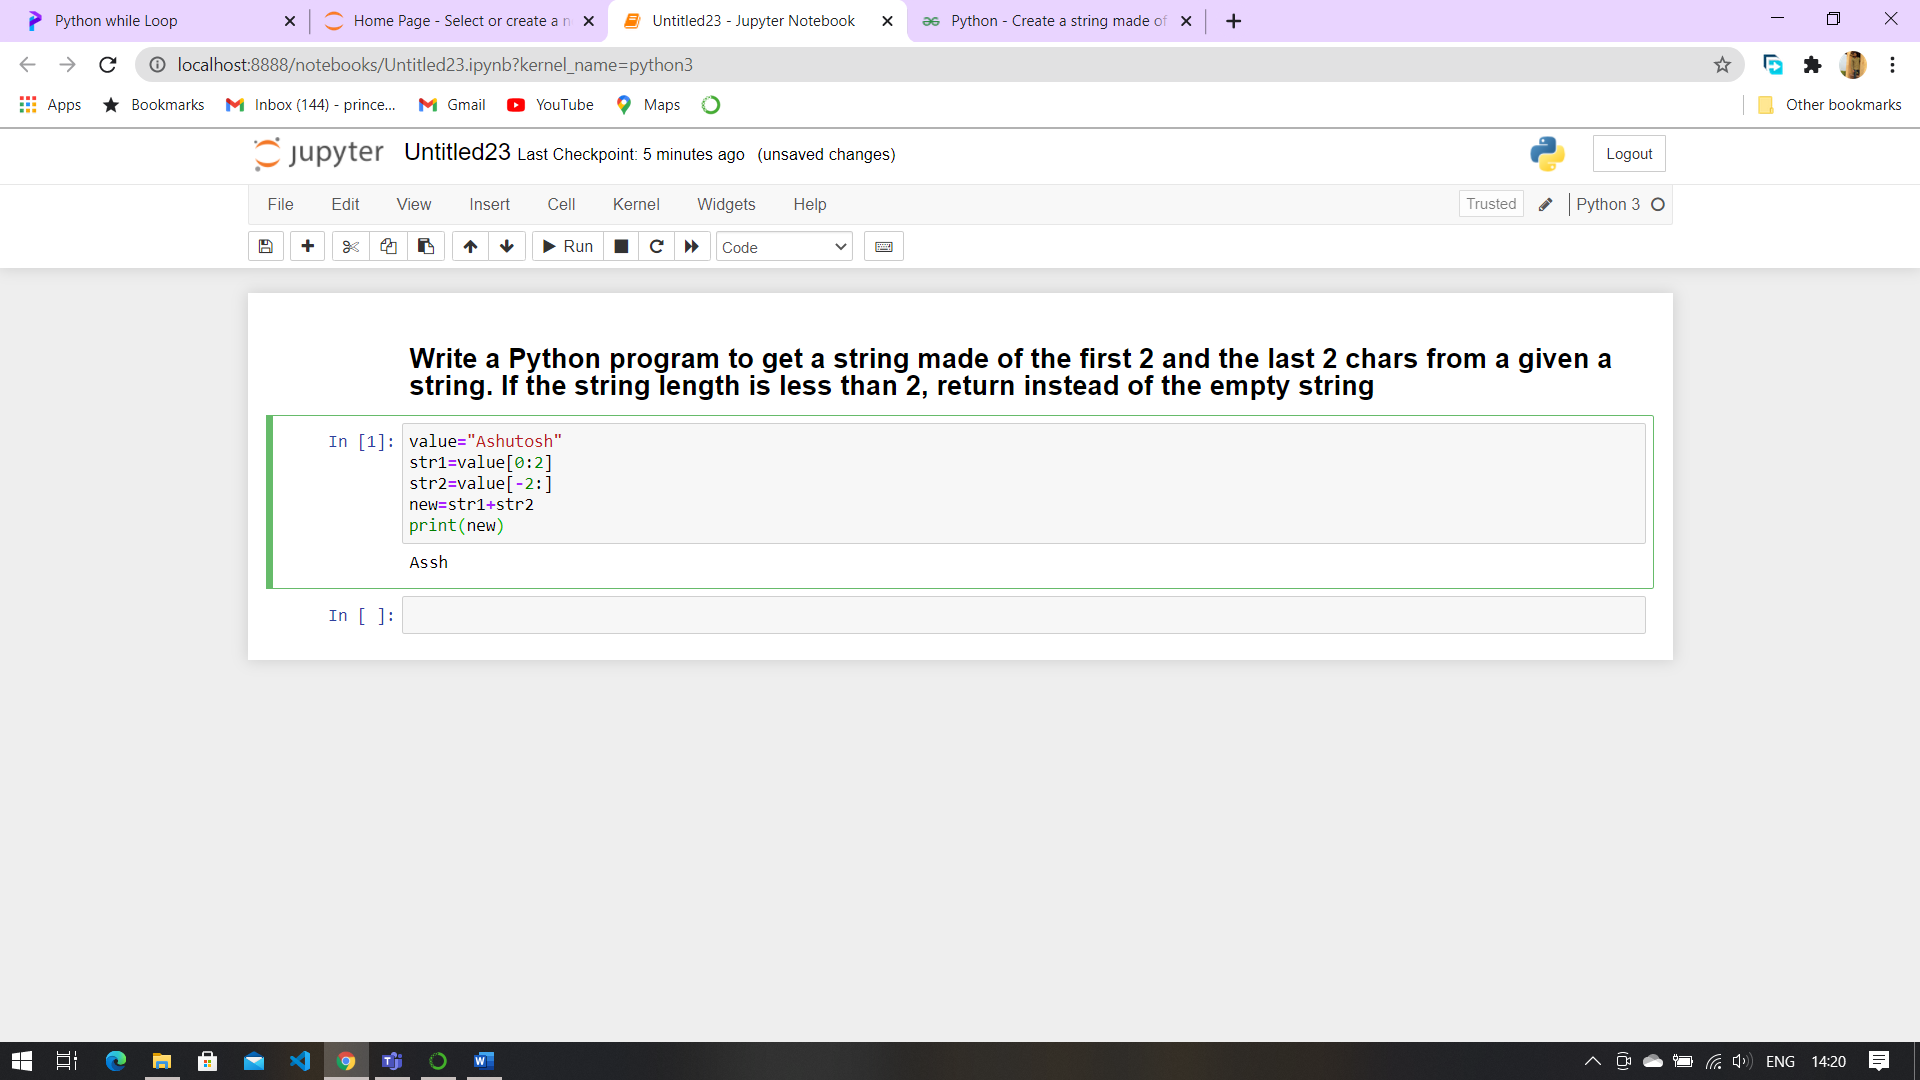 Python while Loop
Home Page - Select or create a n
Untitled23 - Jupyter Notebook
Python - Create a string made of
localhost:8888/notebooks/Untitled23.ipynb?kernel_name=python3
Apps
Bookmarks
Inbox (144) - prince...
Gmail
YouTube
Maps
Other bookmarks
jupyter
Untitled23 Last Checkpoint: 5 minutes ago (unsaved changes)
Logout
File Edit View Insert Cell Kernel Widgets Help
Trusted
Python 3
Run
Code
Write a Python program to get a string made of the first 2 and the last 2 chars from a given a
string. If the string length is less than 2, return instead of the empty string
In [1]:
value="Ashutosh"
str1=value[0:2]
str2=value[-2:]
new=str1+str2
print(new)
Assh
In [ ]:
ENG
14:20